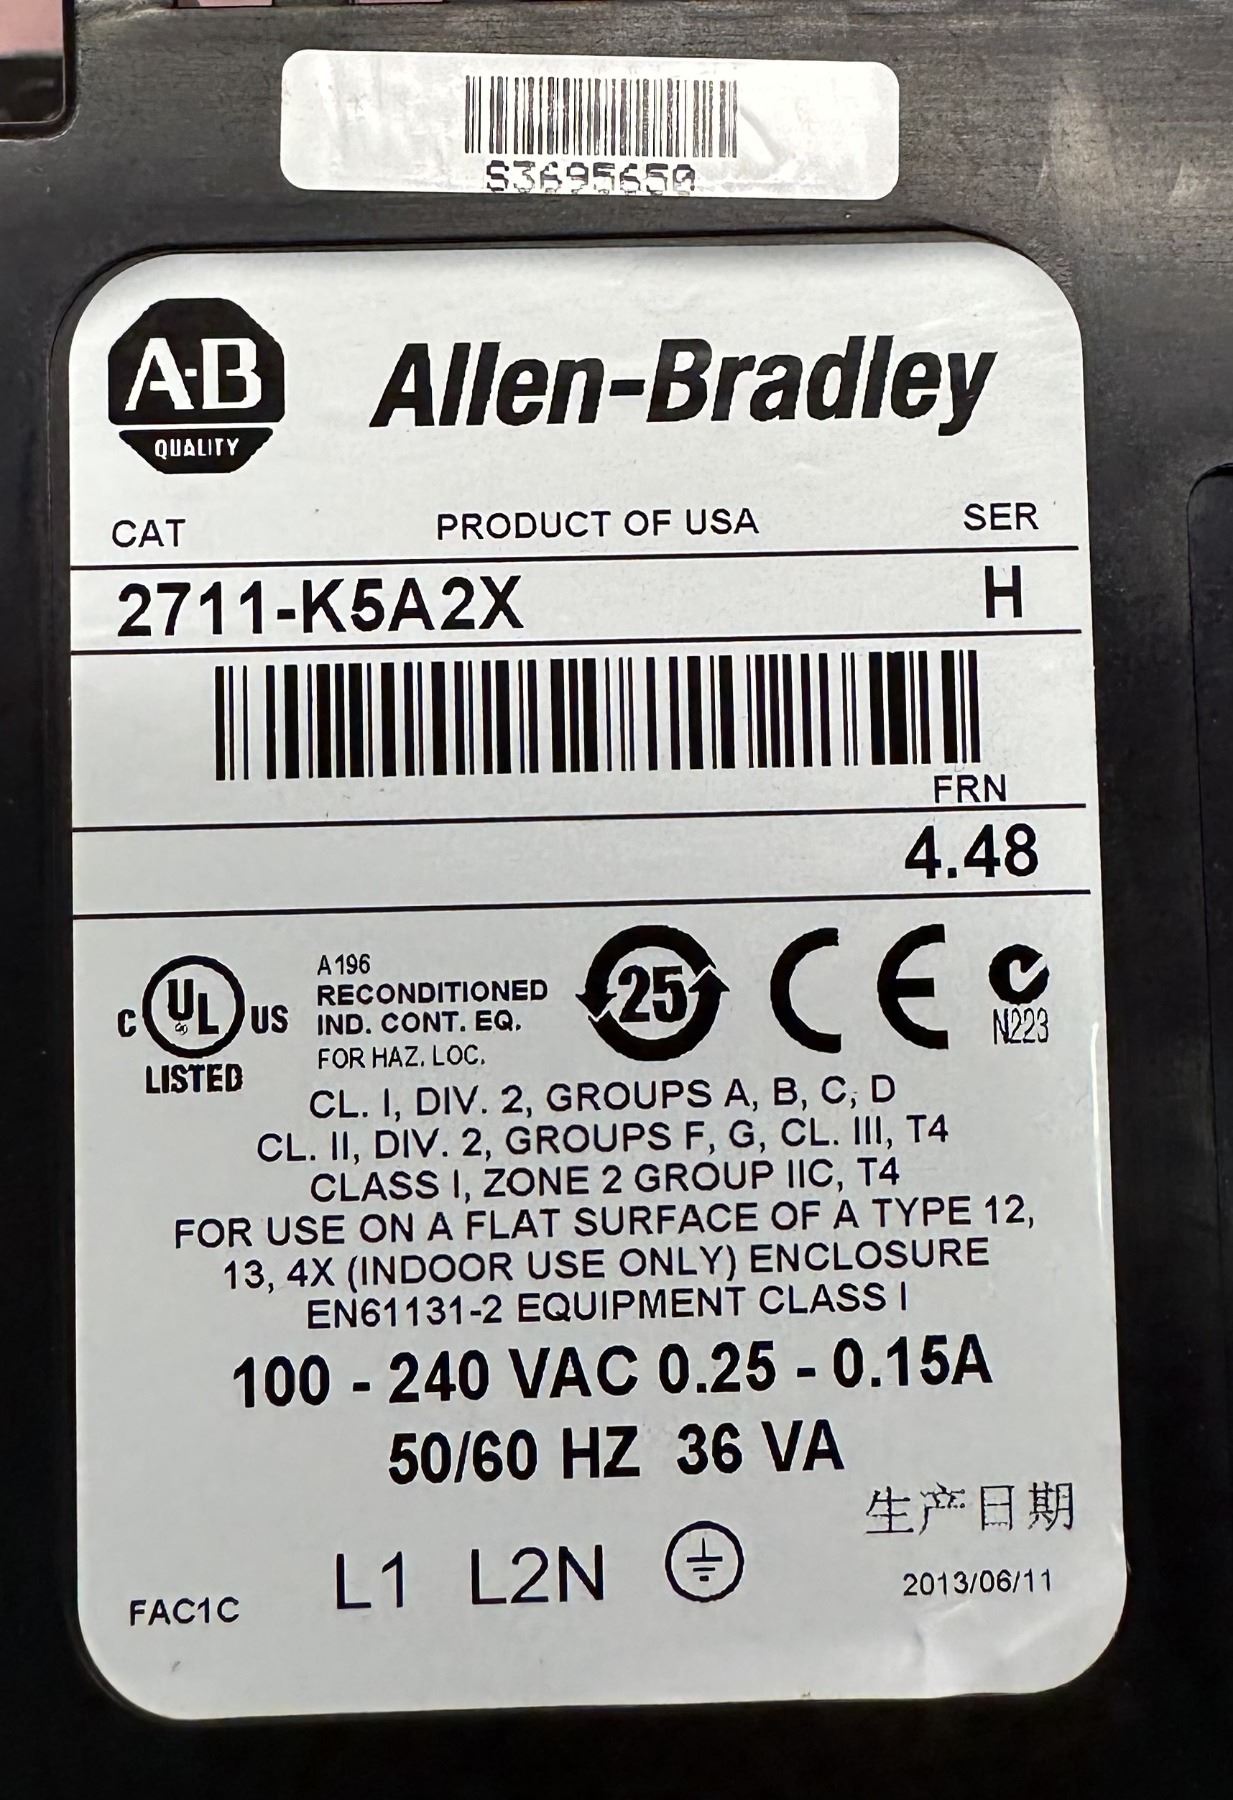 S3695650
A-B
QUALITY
Allen-Bradley
CAT PRODUCT OF USA SER
2711-K5A2X H
FRN
4.48
C UL US
LISTED
A196
RECONDITIONED
IND. CONT. EQ.
FOR HAZ. LOC.
25
CE
N223
CL. I, DIV. 2, GROUPS A, B, C, D
CL. II, DIV. 2, GROUPS F, G, CL. III, T4
CLASS I, ZONE 2 GROUP IIC, T4
FOR USE ON A FLAT SURFACE OF A TYPE 12,
13, 4X (INDOOR USE ONLY) ENCLOSURE
EN61131-2 EQUIPMENT CLASS I
100 - 240 VAC 0.25 - 0.15A
50/60 HZ 36 VA
生产日期
L1 L2N
FAC1C
2013/06/11